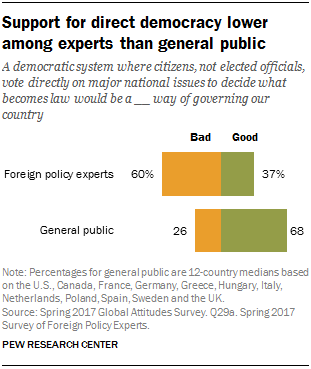 Support for direct democracy lower
among experts than general public
A democratic system where citizens, not elected officials,
vote directly on major national issues to decide what
becomes law would be a __ way of governing our
country
Bad Good
Foreign policy experts 60% 37%
General public 26 68
Note: Percentages for general public are 12-country medians based
on the U.S., Canada, France, Germany, Greece, Hungary, Italy,
Netherlands, Poland, Spain, Sweden and the UK.
Source: Spring 2017 Global Attitudes Survey. Q29a. Spring 2017
Survey of Foreign Policy Experts.
PEW RESEARCH CENTER